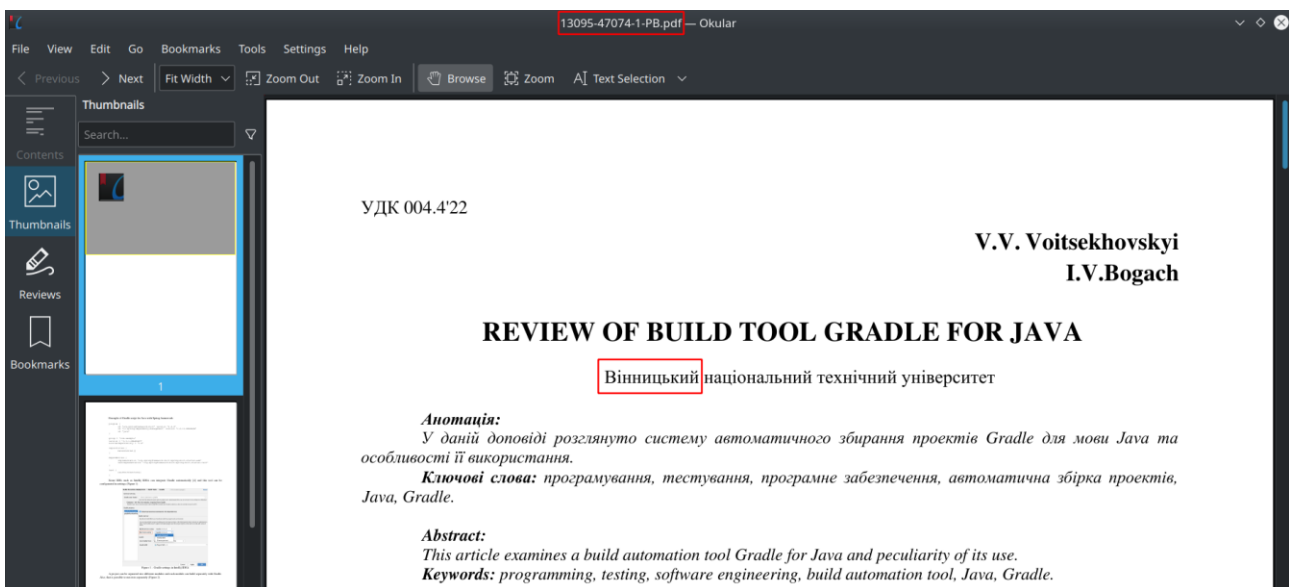 13095-47074-1-PB.pdf — Okular
File View Edit Go Bookmarks Tools Settings Help
Previous Next Fit Width Zoom Out Zoom In Browse Zoom Text Selection
Contents
Thumbnails
Reviews
Bookmarks
Thumbnails
Search...
1
УДК 004.4'22
V.V. Voitsekhovskyi
I.V.Bogach
REVIEW OF BUILD TOOL GRADLE FOR JAVA
Вінницький національний технічний університет
Анотація:
У даній доповіді розглянуто систему автоматичного збирання проектів Gradle для мови Java та
особливості її використання.
Ключові слова: програмування, тестування, програмне забезпечення, автоматична збірка проектів,
Java, Gradle.
Abstract:
This article examines a build automation tool Gradle for Java and peculiarity of its use.
Keywords: programming, testing, software engineering, build automation tool, Java, Gradle.